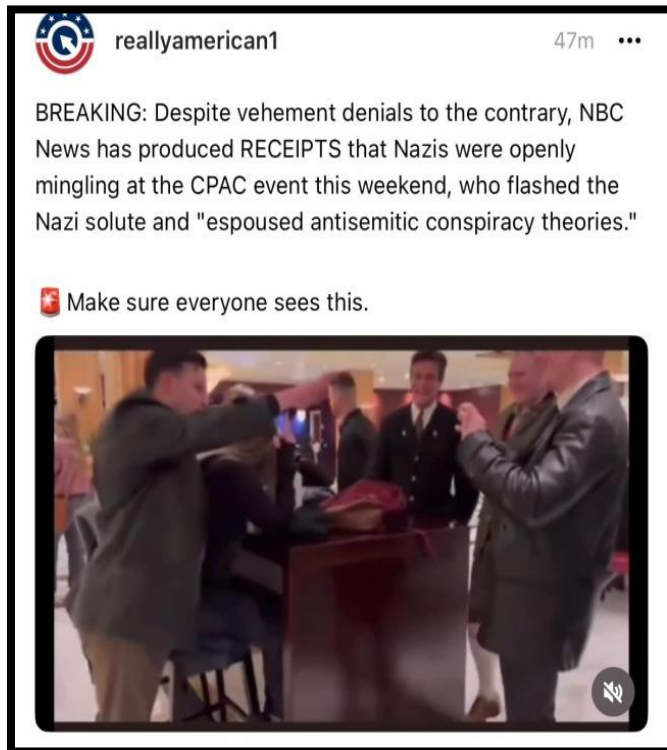 reallyamerican1 47m
BREAKING: Despite vehement denials to the contrary, NBC
News has produced RECEIPTS that Nazis were openly
mingling at the CPAC event this weekend, who flashed the
Nazi solute and "espoused antisemitic conspiracy theories."
Make sure everyone sees this.